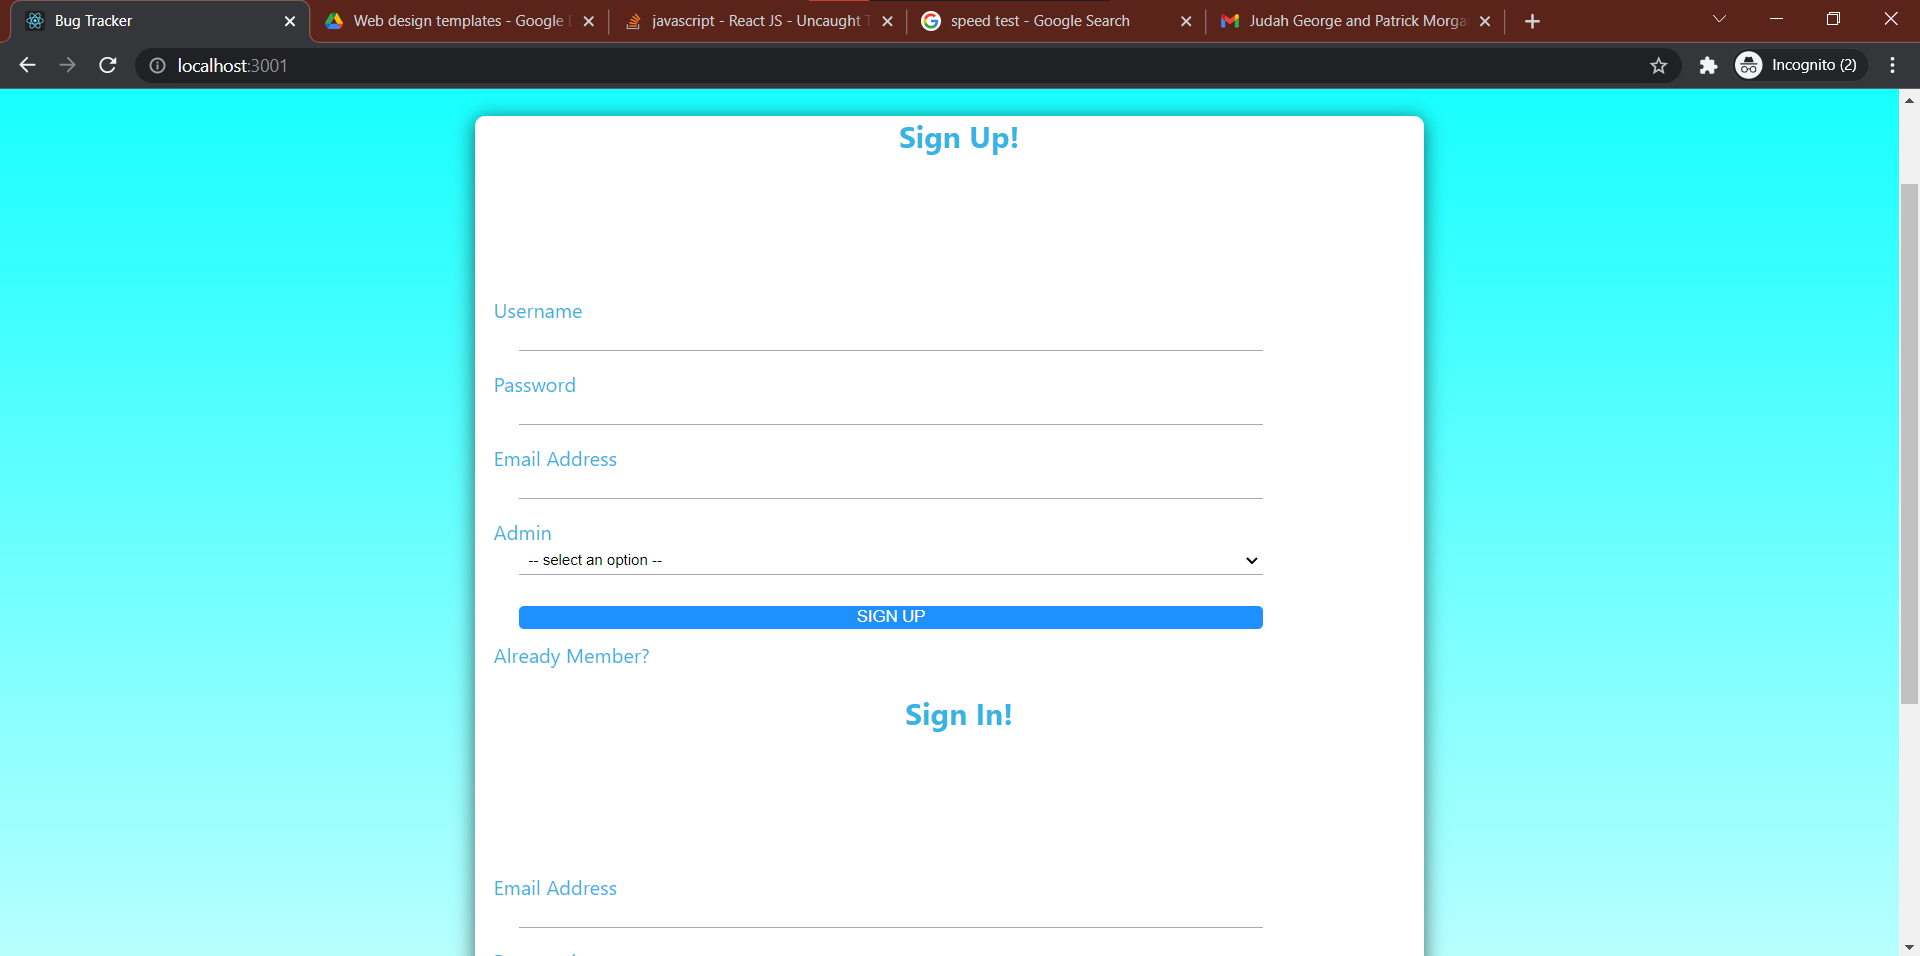 Bug Tracker
Web design templates - Google
javascript - React JS - Uncaught
speed test - Google Search
Judah George and Patrick Morga
localhost:3001
Incognito (2)
Sign Up!
Username
Password
Email Address
Admin
-- select an option --
SIGN UP
Already Member?
Sign In!
Email Address